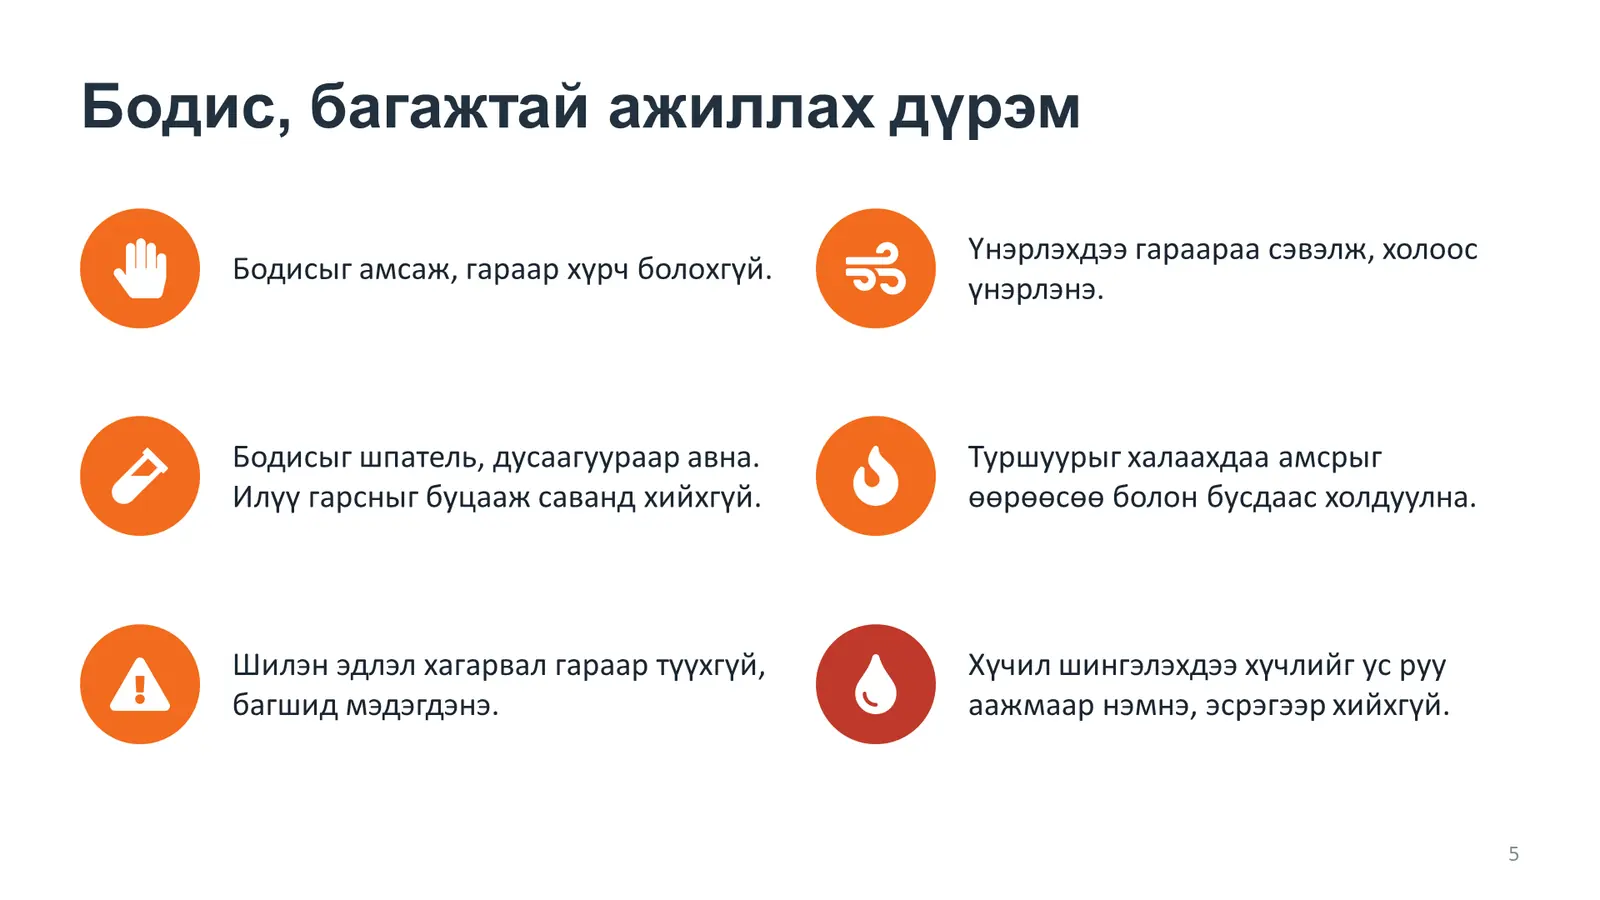 Бодис, багажтай ажиллах дүрэм
Бодисыг амсаж, гараар хүрч болохгүй.
Үнэрлэхдээ гараараа сэвэлж, холоос
үнэрлэнэ.
Бодисыг шпатель, дусаагуураар авна.
Илүү гарсныг буцааж саванд хийхгүй.
Туршуурыг халаахдаа амсрыг
өөрөөсөө болон бусдаас холдуулна.
Шилэн эдлэл хагарвал гараар түүхгүй,
багшид мэдэгдэнэ.
Хүчил шингэлэхдээ хүчлийг ус руу
аажмаар нэмнэ, эсрэгээр хийхгүй.
5